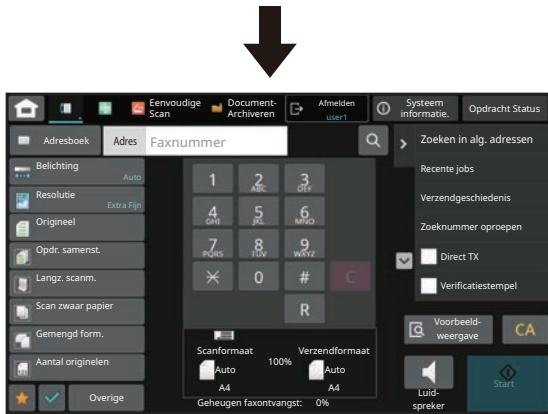 Eenvoudige
Scan
Document-
Archiveren
Afmelden
user1
Systeem
informatie.
Opdracht Status
Adresboek
Adres
Faxnummer
Zoeken in alg. adressen
Belichting
Auto
Resolutie
Extra Fijn
Origineel
Opdr. samenst.
Langz. scanm.
Scan zwaar papier
Gemengd form.
Aantal originelen
Overige
1
2
ABC
3
DEF
4
GHI
5
JKL
6
MNO
7
PQRS
8
TUV
9
WXYZ
0
#
C
R
Scanformaat
Auto
A4
100%
Verzendformaat
Auto
A4
Geheugen faxontvangst: 0%
Recente jobs
Verzendgeschiedenis
Zoeknummer oproepen
Direct TX
Verificatiestempel
Voorbeeld-
weergave
CA
Luid-
spreker
Start